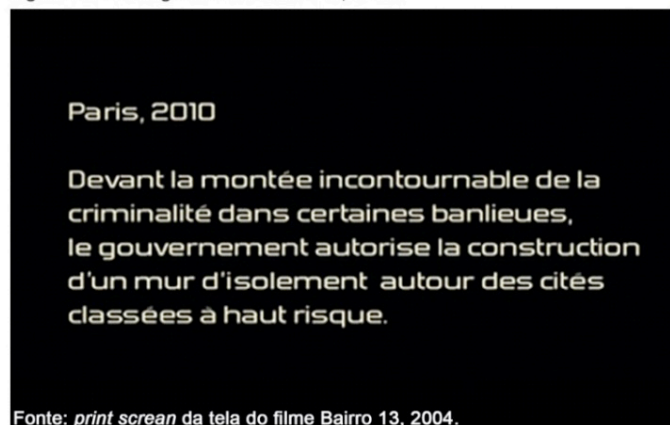 Paris, 2010
Devant la montée incontournable de la
criminalité dans certaines banlieues,
le gouvernement autorise la construction
d'un mur d'isolement autour des cités
classées à haut risque.
Fonte: print screan da tela do filme Bairro 13, 2004.